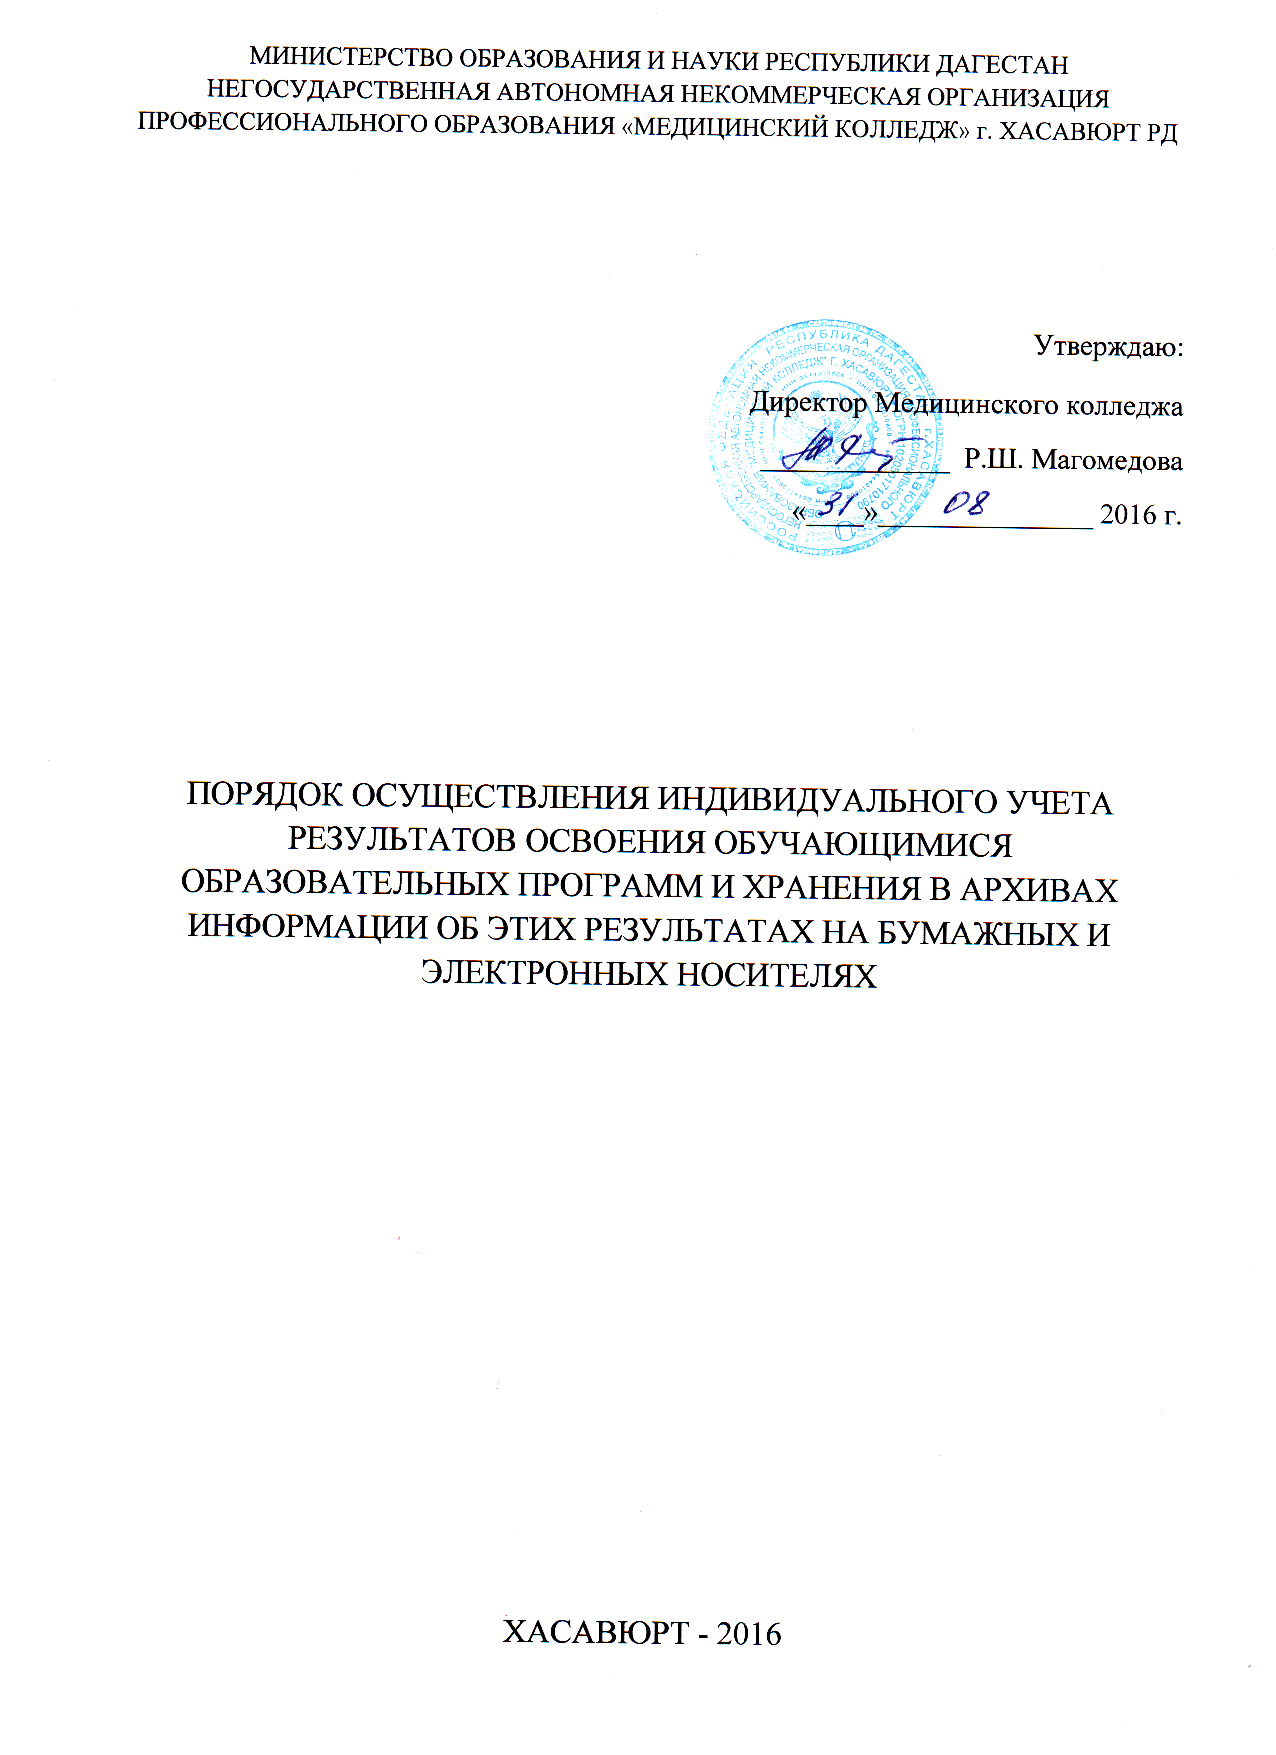 МИНИСТЕРСТВО ОБРАЗОВАНИЯ И НАУКИ РЕСПУБЛИКИ ДАГЕСТАН
НЕГОСУДАРСТВЕННАЯ АВТОНОМНАЯ НЕКОММЕРЧЕСКАЯ ОРГАНИЗАЦИЯ
ПРОФЕССИОНАЛЬНОГО ОБРАЗОВАНИЯ «МЕДИЦИНСКИЙ КОЛЛЕДЖ» г. ХАСАВЮРТ РД
Утверждаю:
Директор Медицинского колледжа
Р.Ш. Магомедова
«31» 08 2016 г.
ПОРЯДОК ОСУЩЕСТВЛЕНИЯ ИНДИВИДУАЛЬНОГО УЧЕТА
РЕЗУЛЬТАТОВ ОСВОЕНИЯ ОБУЧАЮЩИМИСЯ
ОБРАЗОВАТЕЛЬНЫХ ПРОГРАММ И ХРАНЕНИЯ В АРХИВАХ
ИНФОРМАЦИИ ОБ ЭТИХ РЕЗУЛЬТАТАХ НА БУМАЖНЫХ И
ЭЛЕКТРОННЫХ НОСИТЕЛЯХ
ХАСАВЮРТ - 2016